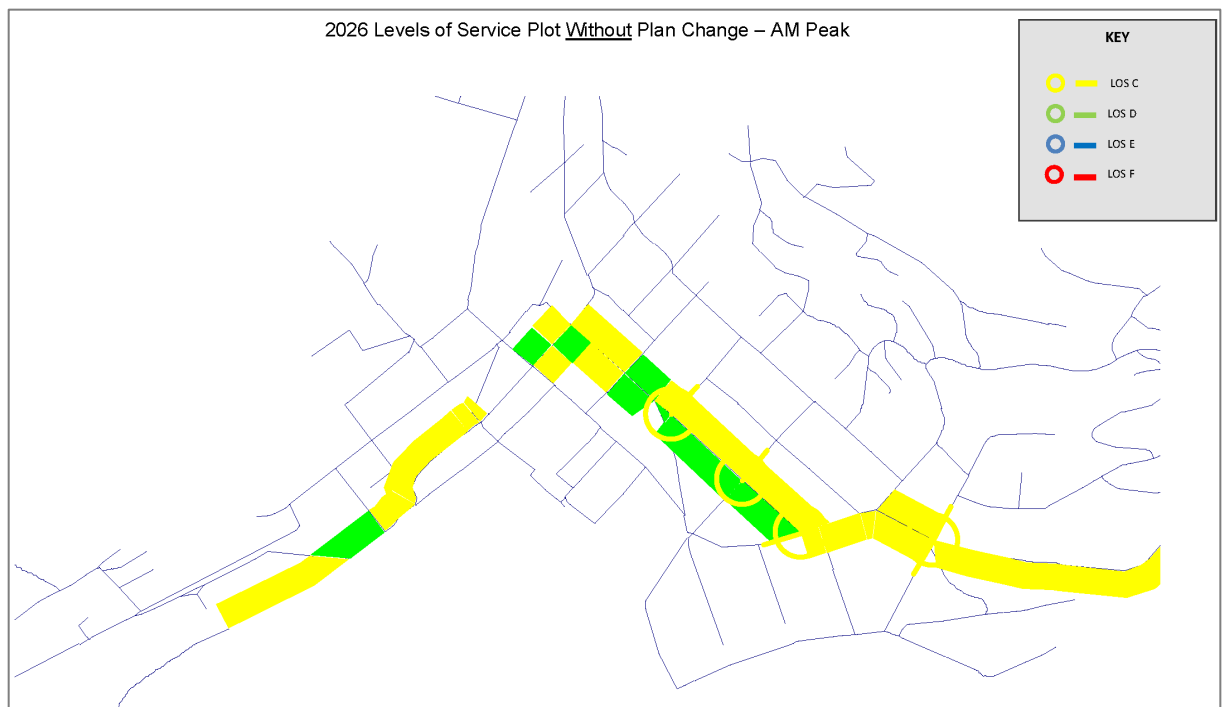 2026 Levels of Service Plot Without Plan Change – AM Peak
KEY
LOS C
LOS D
LOS E
LOS F